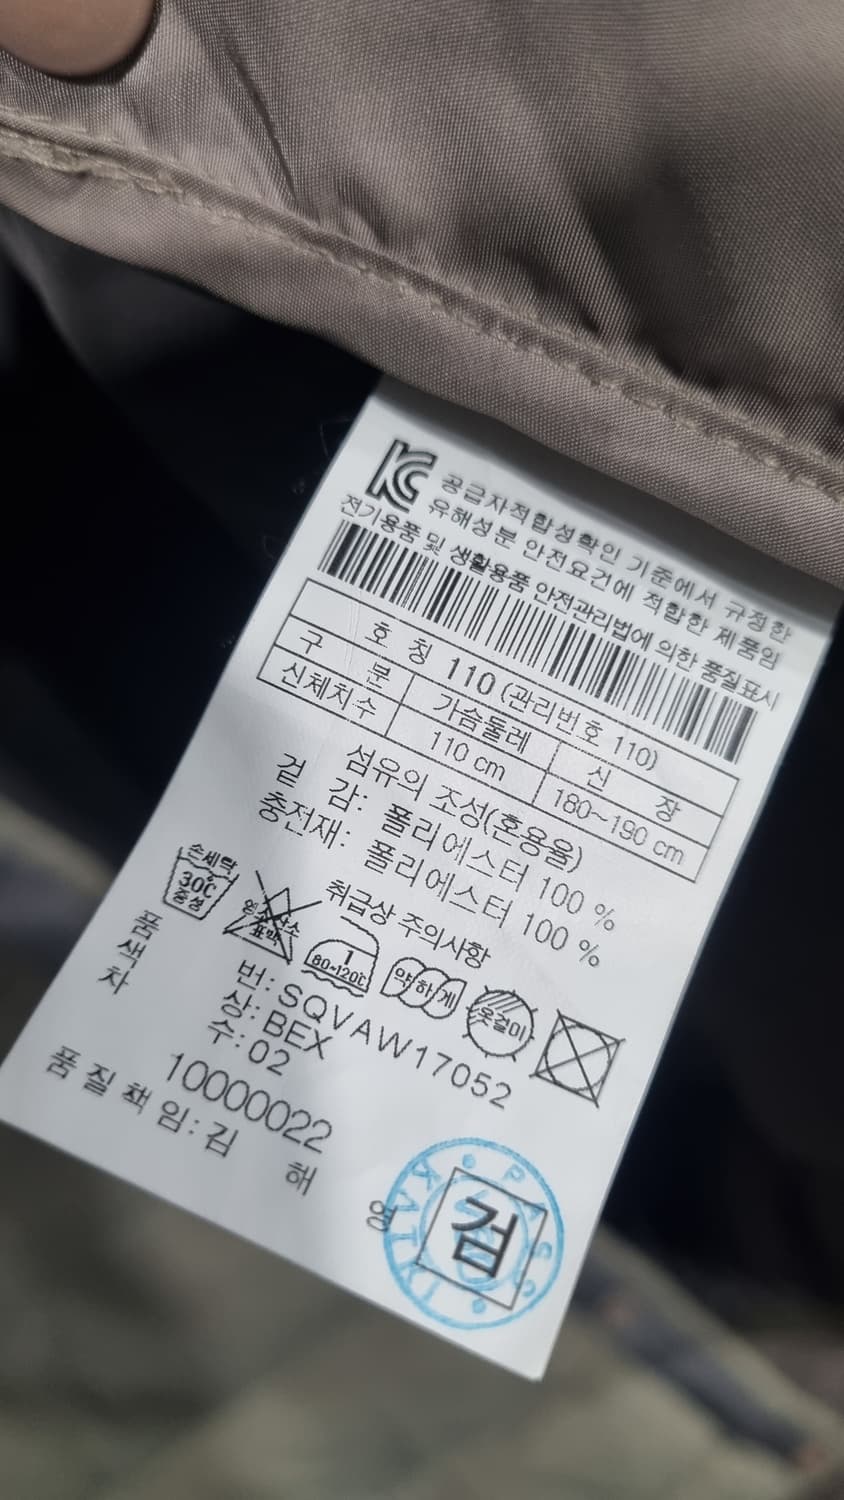 공급자적합성확인 기준에서 규정한
유해성분 안전요건에 적합한 제품임
전기용품 및 생활용품 안전관리법에 의한 품질표시
호 칭 110 (관리번호 110)
구 분 가슴둘레 신 장
신체치수 110 cm 180~190 cm
섬유의 조성(혼용율)
겉 감: 폴리에스터 100 %
충전재: 폴리에스터 100 %
취급상 주의사항
손세탁
30℃
중성
표백
1
80~120℃
약하게
옷걸이
품 번: SQVAW17052
색 상: BEX
차 수: 02
10000022
품 질 책 임: 김 해 영
검